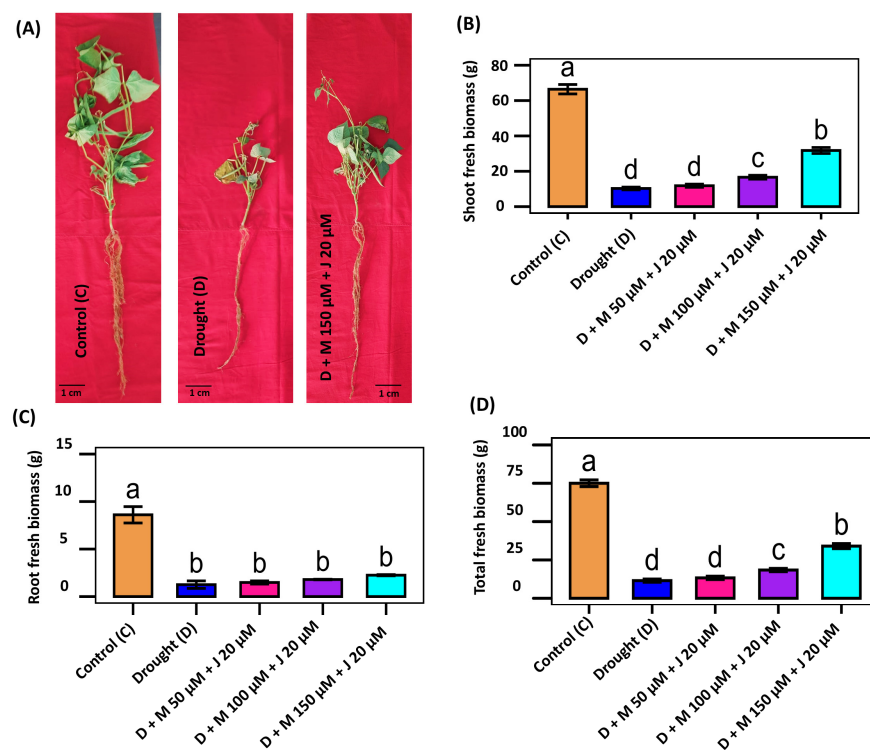 (A)
Control (C)
1 cm
Drought (D)
1 cm
D + M 150 µM + J 20 µM
1 cm
(B)
Shoot fresh biomass (g)
80
60
40
20
0
a
d
d
c
b
Control (C)
Drought (D)
D + M 50 µM + J 20 µM
D + M 100 µM + J 20 µM
D + M 150 µM + J 20 µM
(C)
Root fresh biomass (g)
15
10
5
0
a
b
b
b
b
Control (C)
Drought (D)
D + M 50 µM + J 20 µM
D + M 100 µM + J 20 µM
D + M 150 µM + J 20 µM
(D)
Total fresh biomass (g)
100
75
50
25
0
a
d
d
c
b
Control (C)
Drought (D)
D + M 50 µM + J 20 µM
D + M 100 µM + J 20 µM
D + M 150 µM + J 20 µM